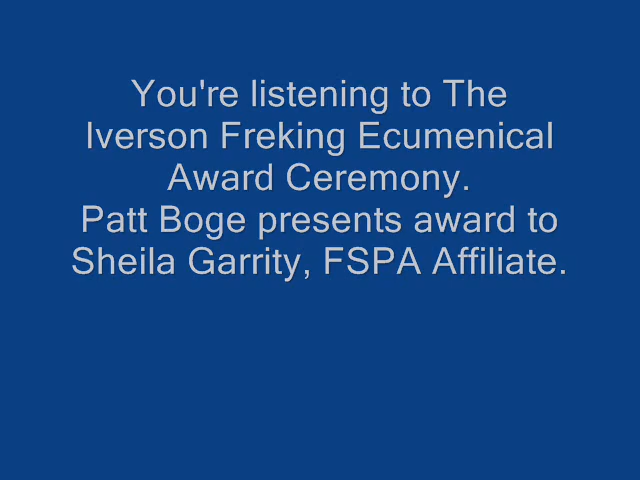 You're listening to The
Iverson Freking Ecumenical
Award Ceremony.
Patt Boge presents award to
Sheila Garrity, FSPA Affiliate.